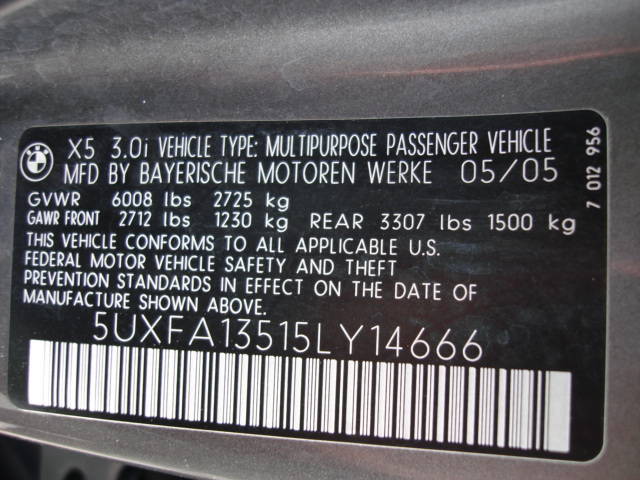 X5 3.0i VEHICLE TYPE: MULTIPURPOSE PASSENGER VEHICLE
MFD BY BAYERISCHE MOTOREN WERKE 05/05
GVWR 6008 lbs 2725 kg
GAWR FRONT 2712 lbs 1230 kg REAR 3307 lbs 1500 kg
THIS VEHICLE CONFORMS TO ALL APPLICABLE U.S.
FEDERAL MOTOR VEHICLE SAFETY AND THEFT
PREVENTION STANDARDS IN EFFECT ON THE DATE OF
MANUFACTURE SHOWN ABOVE.
5UXFA13515LY14666
7 012 956